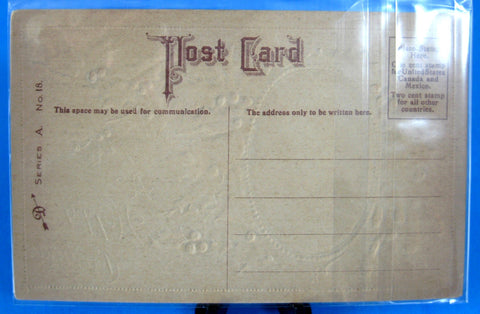 Post Card
Place Stamp
Here.
One cent stamp
for United States
Canada and
Mexico.
Two cent stamp
for all other
countries.
This space may be used for communication.
The address only to be written here.
SERIES A. No. 18.